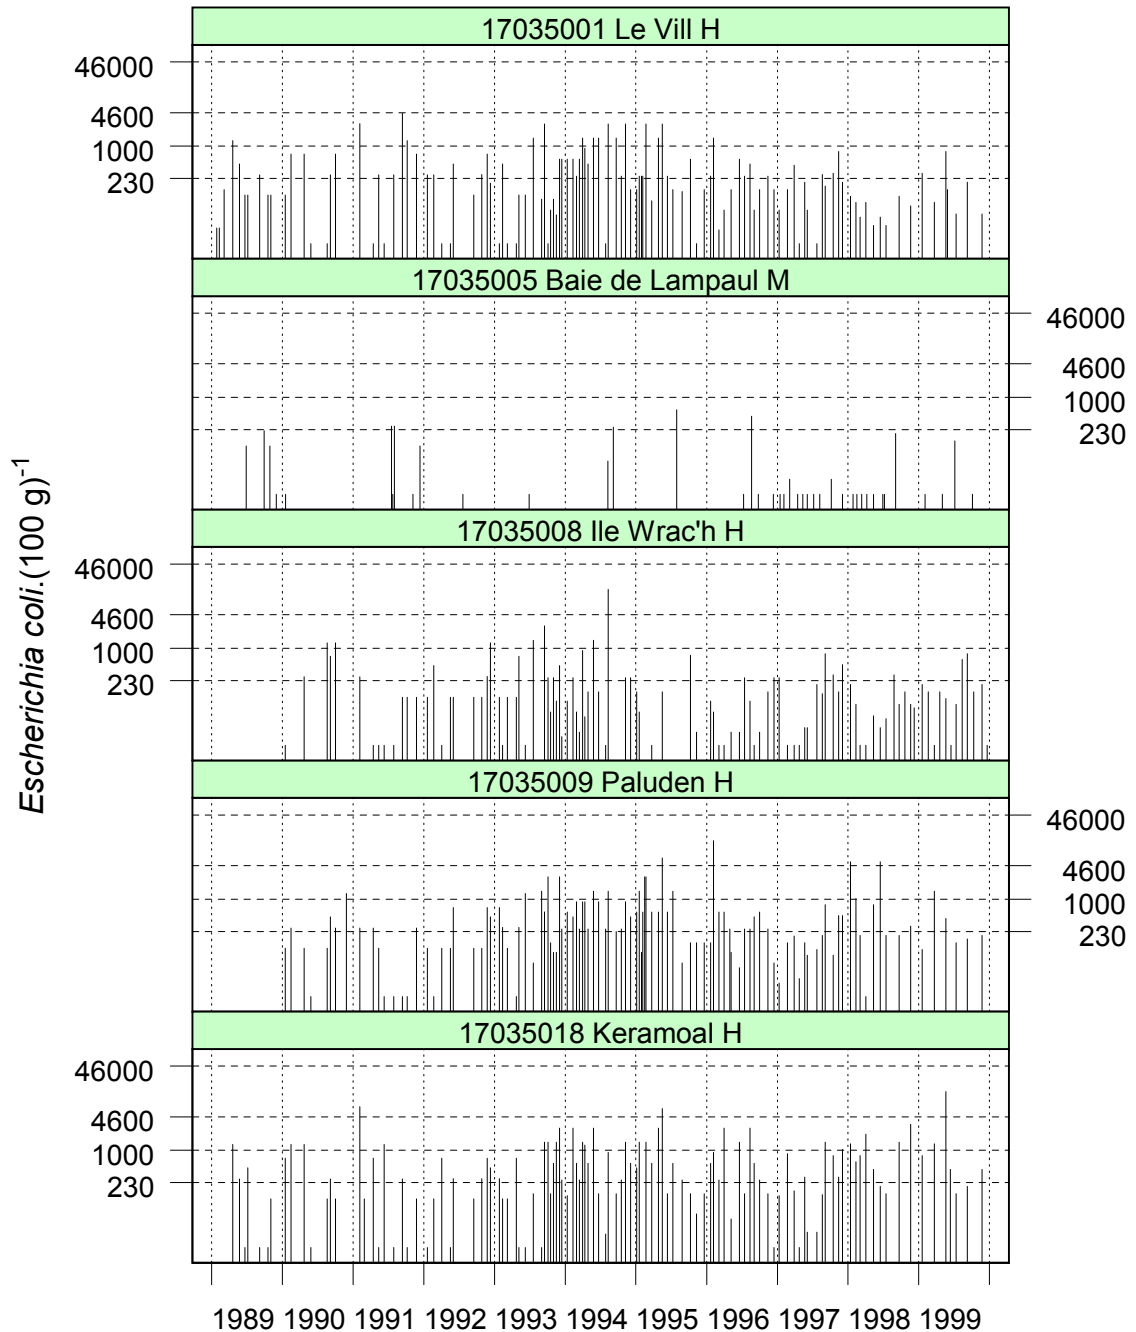 17035001 Le Vill H
46000
4600
1000
230
17035005 Baie de Lampaul M
46000
4600
1000
230
17035008 Ile Wrac'h H
46000
4600
1000
230
17035009 Paluden H
46000
4600
1000
230
17035018 Keramoal H
46000
4600
1000
230
1989 1990 1991 1992 1993 1994 1995 1996 1997 1998 1999
Escherichia coli.(100 g)-1